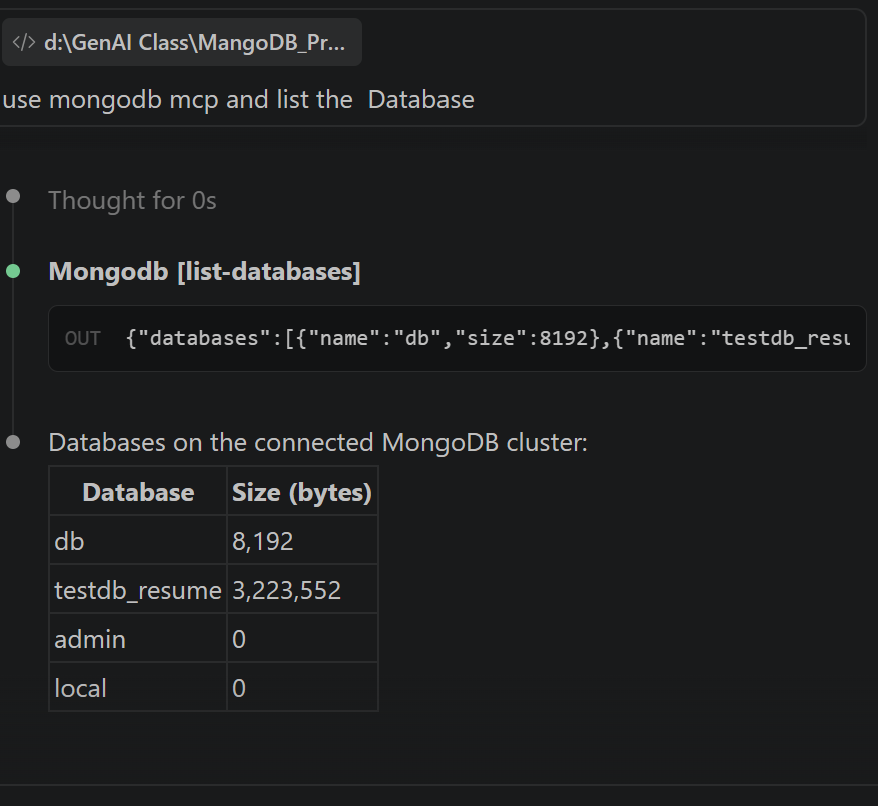 </> d:\GenAI Class\MangoDB_Pr...
use mongodb mcp and list the  Database
Thought for 0s
Mongodb [list-databases]
OUT {"databases":[{"name":"db","size":8192},{"name":"testdb_resu
Databases on the connected MongoDB cluster:
Database Size (bytes)
db 8,192
testdb_resume 3,223,552
admin 0
local 0